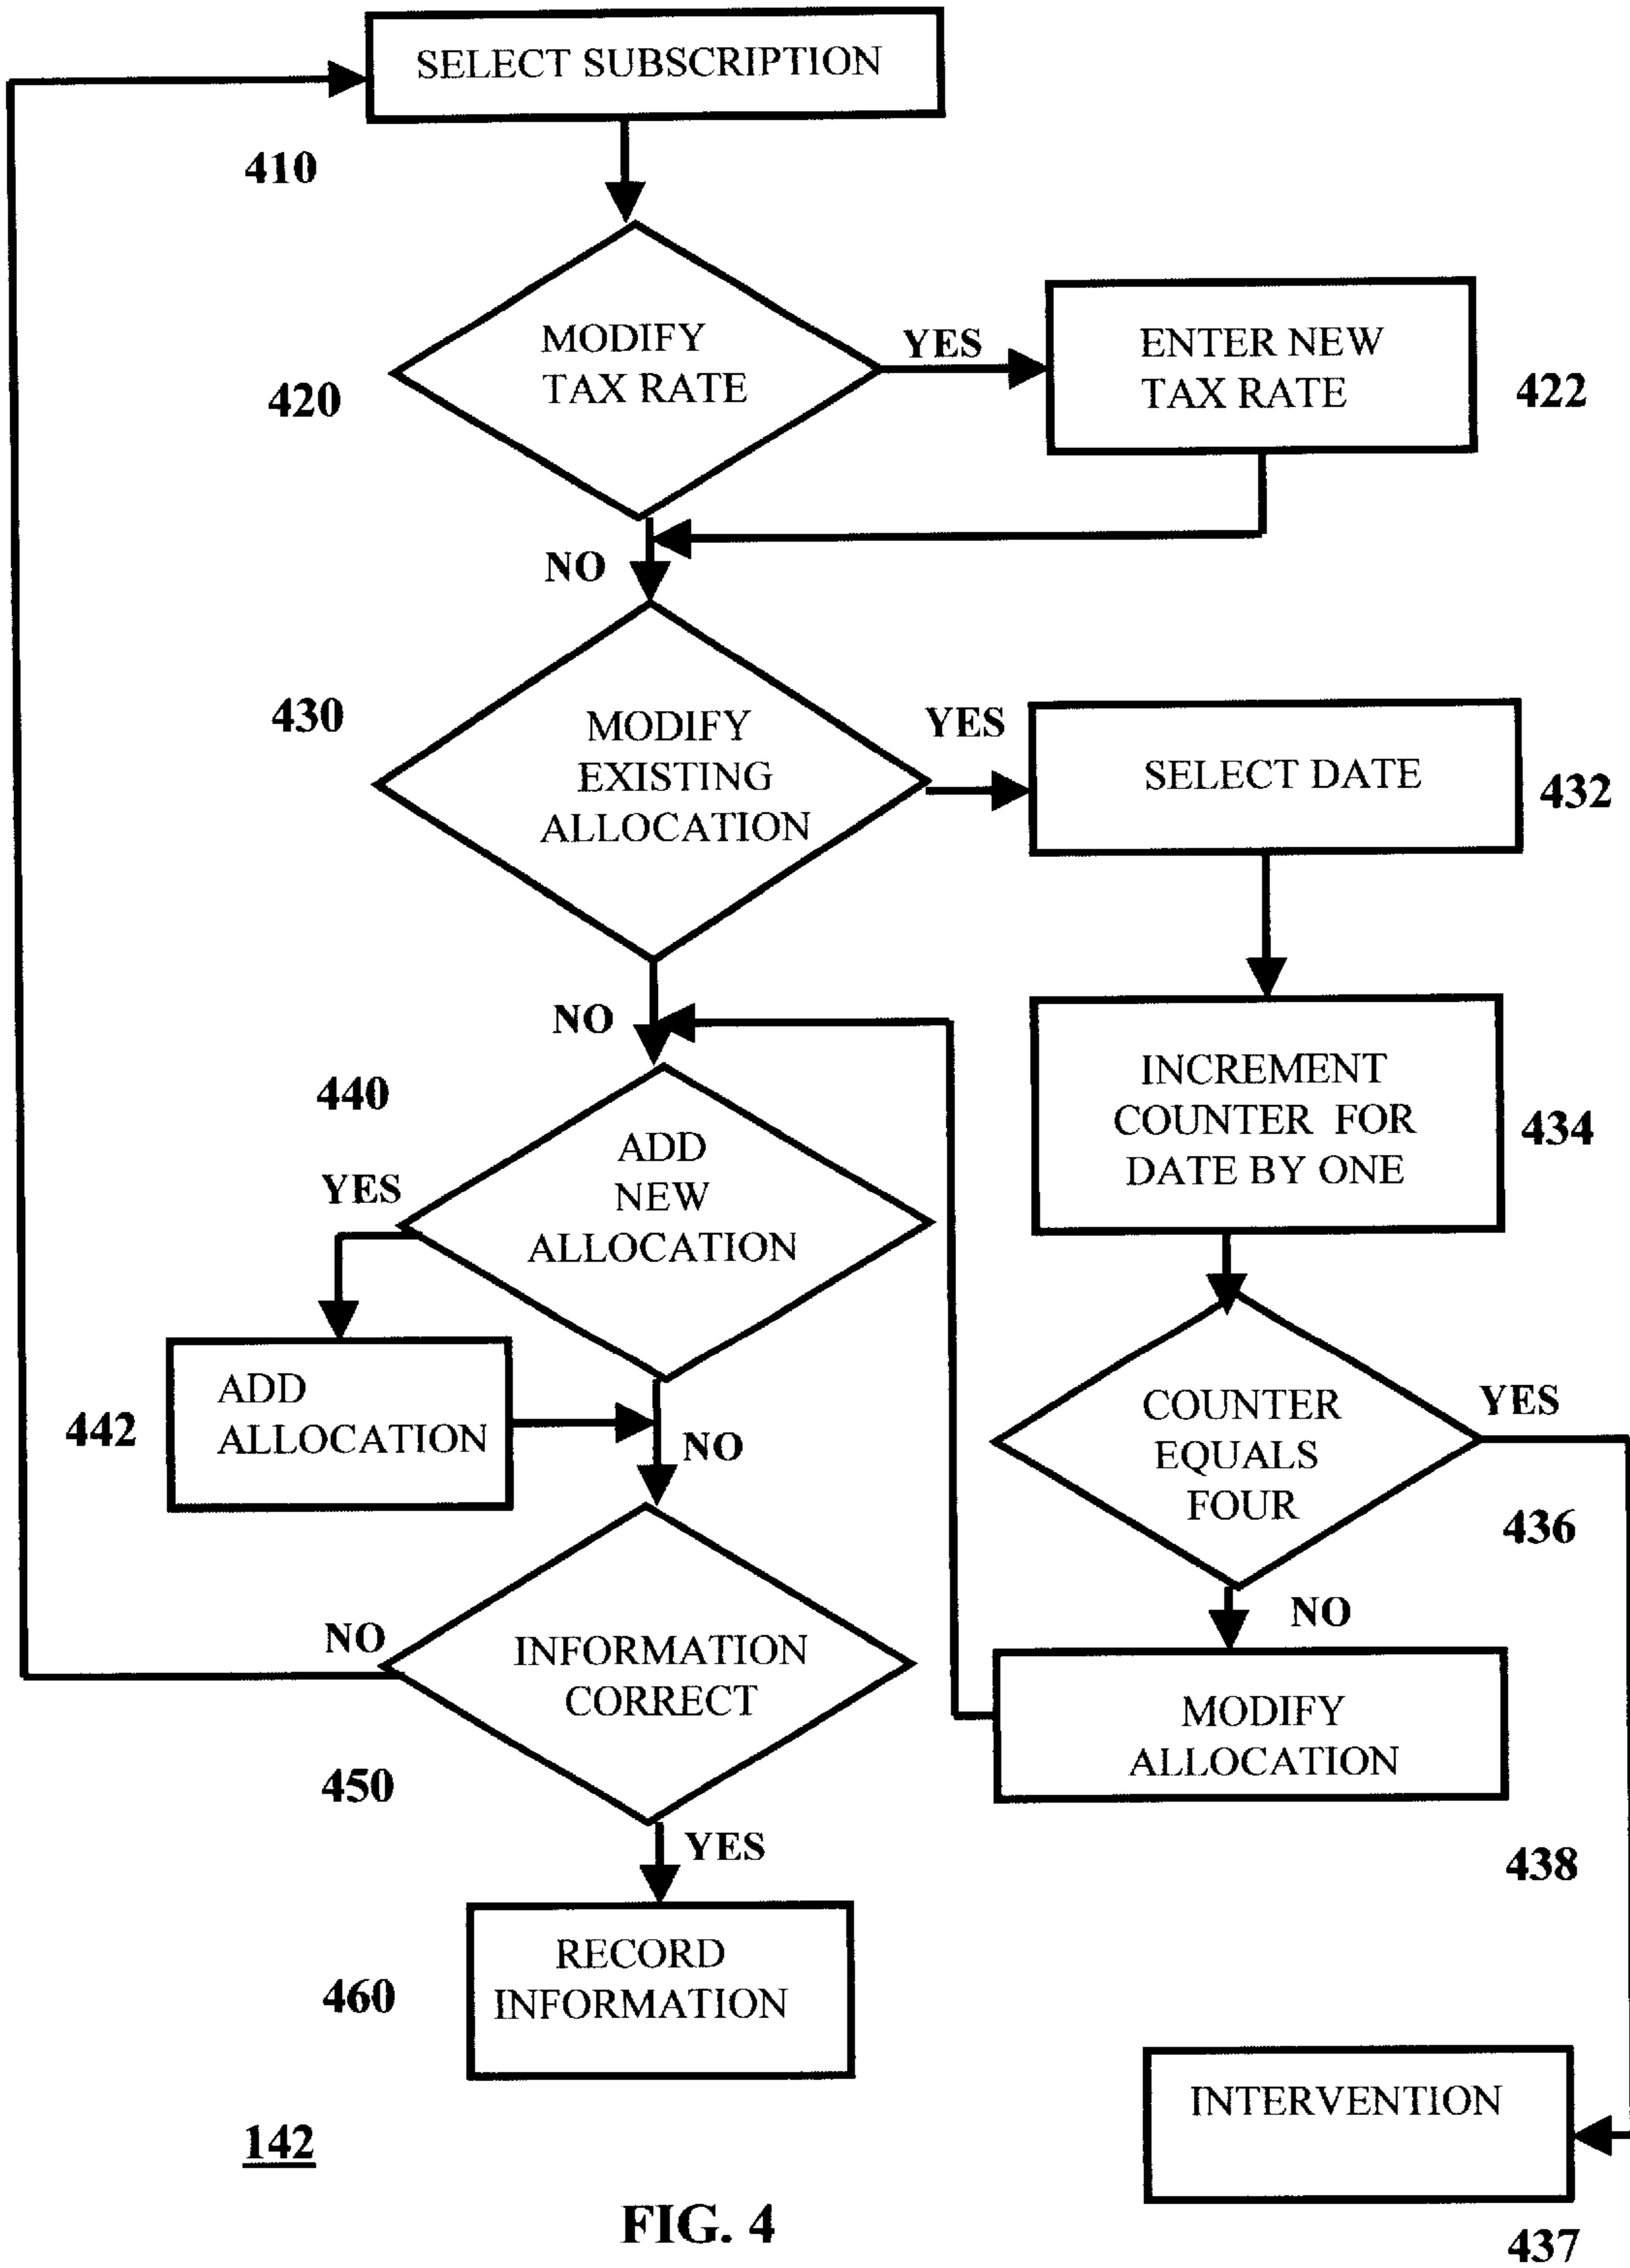 SELECT SUBSCRIPTION
410
MODIFY
TAX RATE
YES
420
ENTER NEW
TAX RATE
422
NO
430
MODIFY
EXISTING
ALLOCATION
YES
SELECT DATE
432
NO
440
ADD
NEW
ALLOCATION
YES
INCREMENT
COUNTER FOR
DATE BY ONE
434
442
ADD
ALLOCATION
NO
COUNTER
EQUALS
FOUR
YES
436
NO
NO
INFORMATION
CORRECT
450
MODIFY
ALLOCATION
438
YES
RECORD
INFORMATION
460
INTERVENTION
437
142
FIG. 4